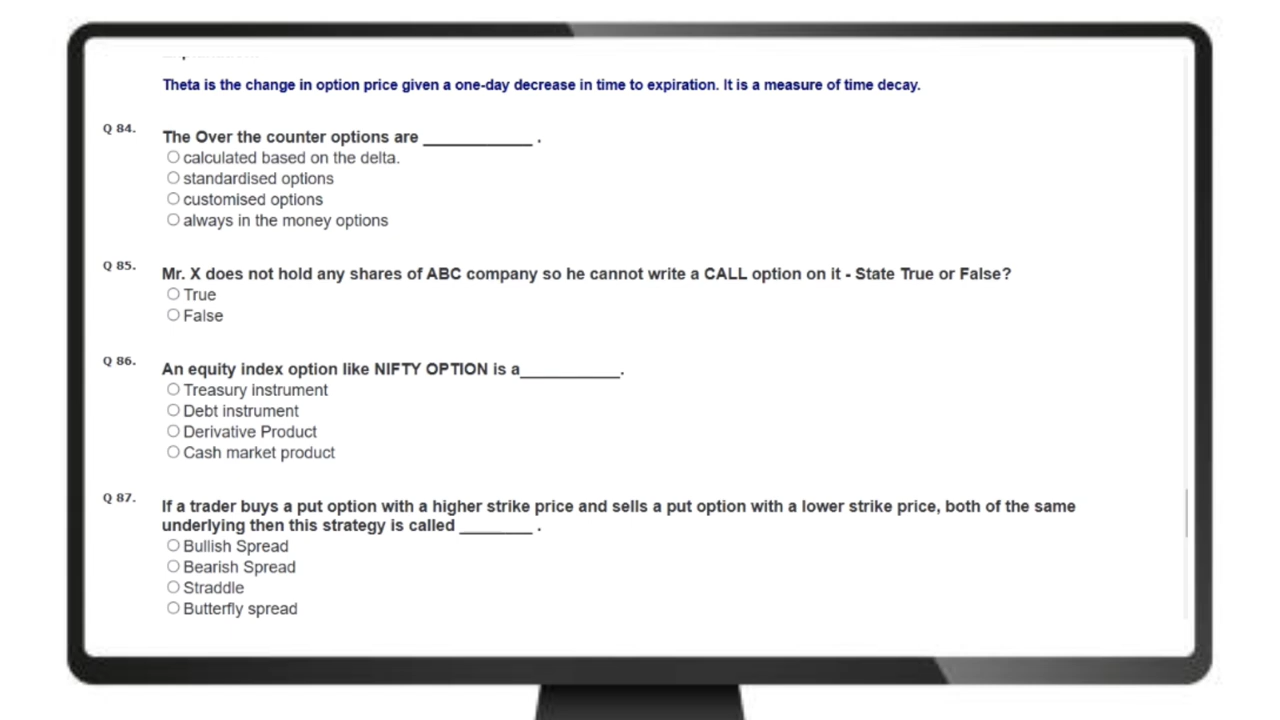 Theta is the change in option price given a one-day decrease in time to expiration. It is a measure of time decay.
Q 84.
The Over the counter options are ____________ .
calculated based on the delta.
standardised options
customised options
always in the money options
Q 85.
Mr. X does not hold any shares of ABC company so he cannot write a CALL option on it - State True or False?
True
False
Q 86.
An equity index option like NIFTY OPTION is a___________.
Treasury instrument
Debt instrument
Derivative Product
Cash market product
Q 87.
If a trader buys a put option with a higher strike price and sells a put option with a lower strike price, both of the same
underlying then this strategy is called ________ .
Bullish Spread
Bearish Spread
Straddle
Butterfly spread